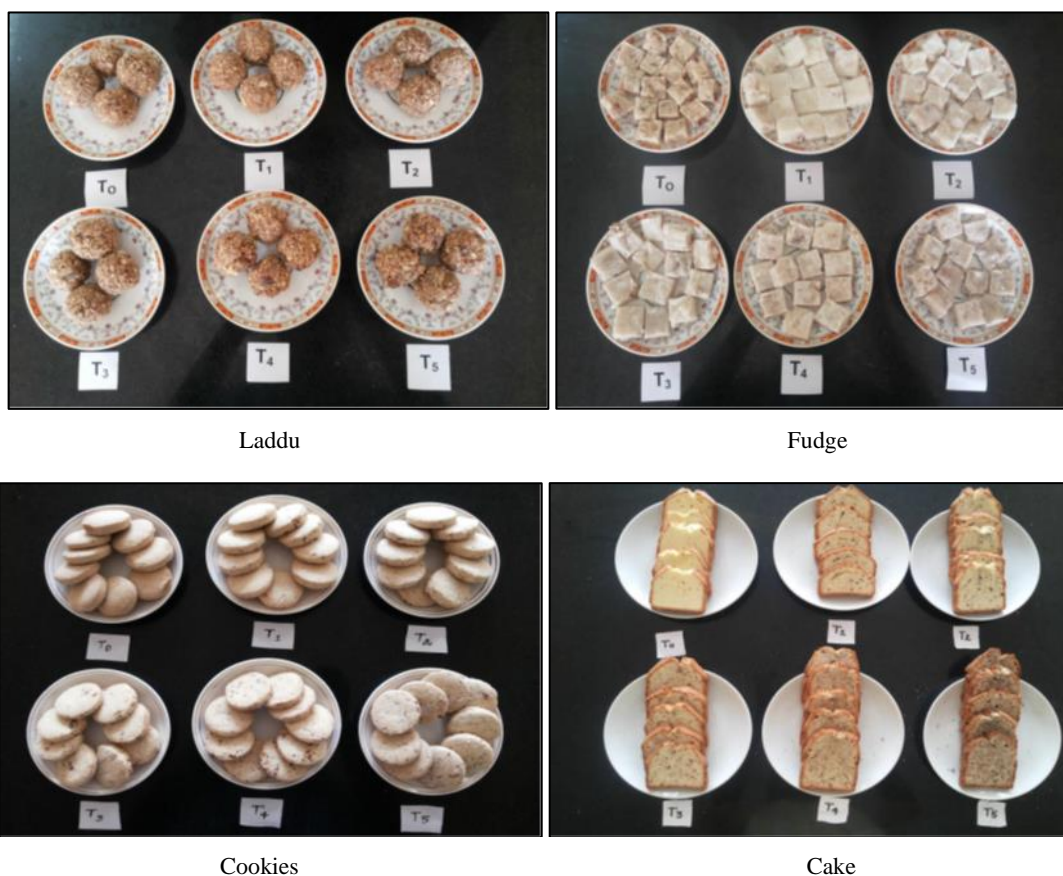 T₀ T₁ T₂
T₃ T₄ T₅
Laddu
T₀ T₁ T₂
T₃ T₄ T₅
Fudge
T₀ T₁ T₂
T₃ T₄ T₅
Cookies
T₀ T₁ T₂
T₃ T₄ T₅
Cake